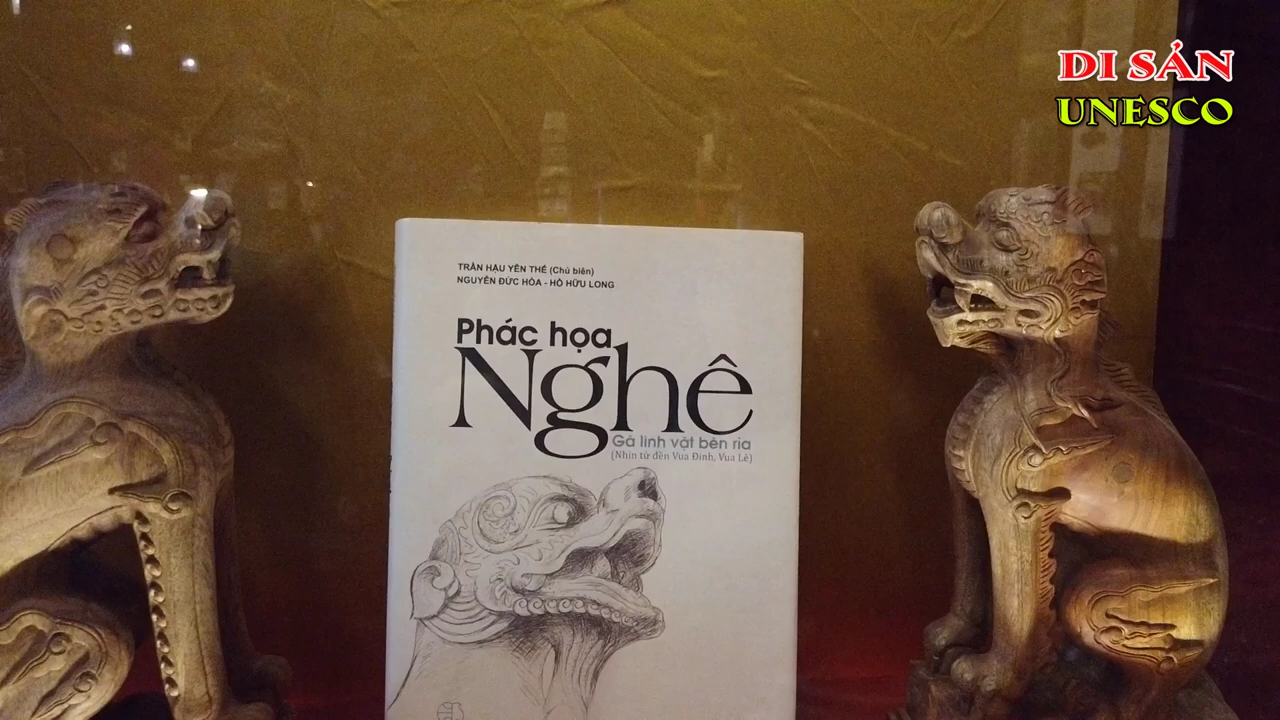 DI SẢN
UNESCO
TRẦN HẬU YÊN THẾ (Chủ biên)
NGUYỄN ĐỨC HÒA - HỒ HỮU LONG
Phác họa
Nghê
Gã linh vật bên rìa
(Nhìn từ đền Vua Đinh, Vua Lê)